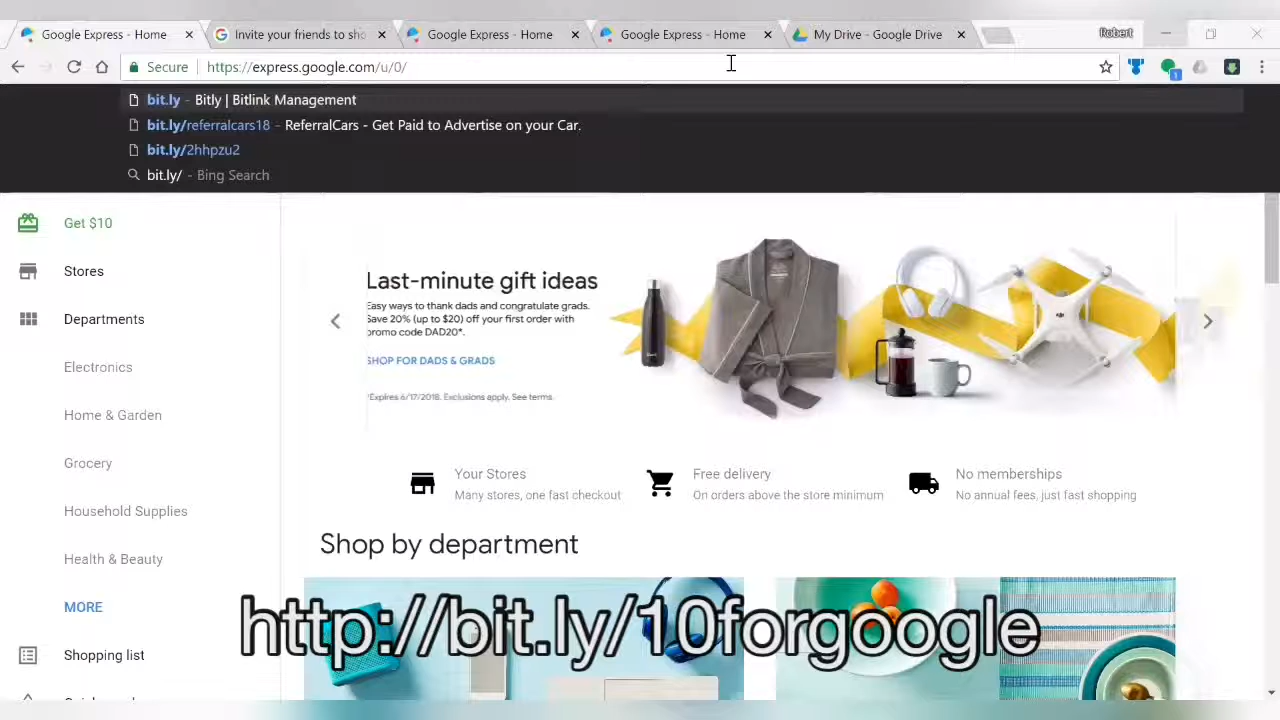 Google Express - Home
Invite your friends to sho
Google Express - Home
Google Express - Home
My Drive - Google Drive
Robert
Secure https://express.google.com/u/0/
1
bit.ly - Bitly | Bitlink Management
bit.ly/referralcars18 - ReferralCars - Get Paid to Advertise on your Car.
bit.ly/2hhpzu2
bit.ly/ - Bing Search
Get $10
Stores
Departments
Electronics
Home & Garden
Grocery
Household Supplies
Health & Beauty
MORE
Shopping list
Last-minute gift ideas
Easy ways to thank dads and congratulate grads.
Save 20% (up to $20) off your first order with
promo code DAD20*.
SHOP FOR DADS & GRADS
*Expires 6/17/2018. Exclusions apply. See terms.
Your Stores
Many stores, one fast checkout
Free delivery
On orders above the store minimum
No memberships
No annual fees, just fast shopping
Shop by department
http://bit.ly/10forgoogle